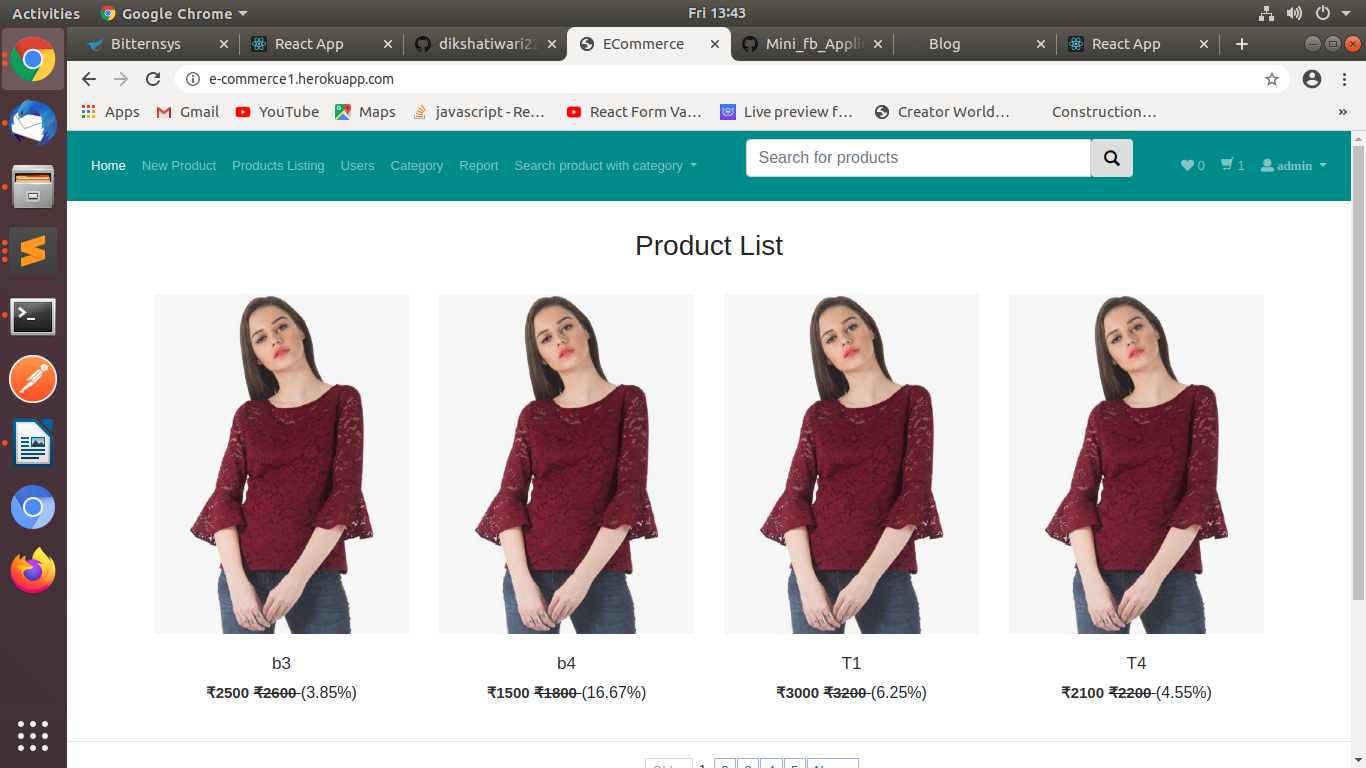 Activities Google Chrome Fri 13:43
Bitternsys React App dikshatiwari22 ECommerce Mini_fb_Appli Blog React App
e-commerce1.herokuapp.com
Apps Gmail YouTube Maps javascript - Re… React Form Va… Live preview f… Creator World… Construction… »
Home New Product Products Listing Users Category Report Search product with category Search for products 0 1 admin
Product List
b3 b4 T1 T4
₹2500 ₹2600 (3.85%) ₹1500 ₹1800 (16.67%) ₹3000 ₹3200 (6.25%) ₹2100 ₹2200 (4.55%)
1 2 3 4 5